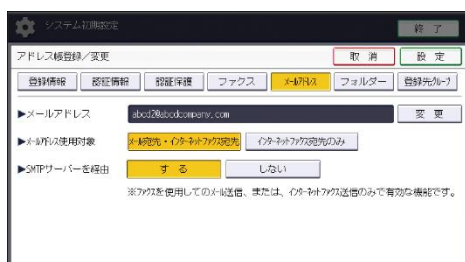 システム初期設定
終 了
アドレス帳登録/変更
取 消
設 定
登録情報
認証情報
認証保護
ファクス
メールアドレス
フォルダー
登録先グループ
▶メールアドレス
abcd2@abcdcompany.com
変 更
▶メールアドレス使用対象
メール宛先・インターネットファクス宛先
インターネットファクス宛先のみ
▶SMTPサーバーを経由
す る
しない
※ファクスを使用してのメール送信、または、インターネットファクス送信のみで有効な機能です。